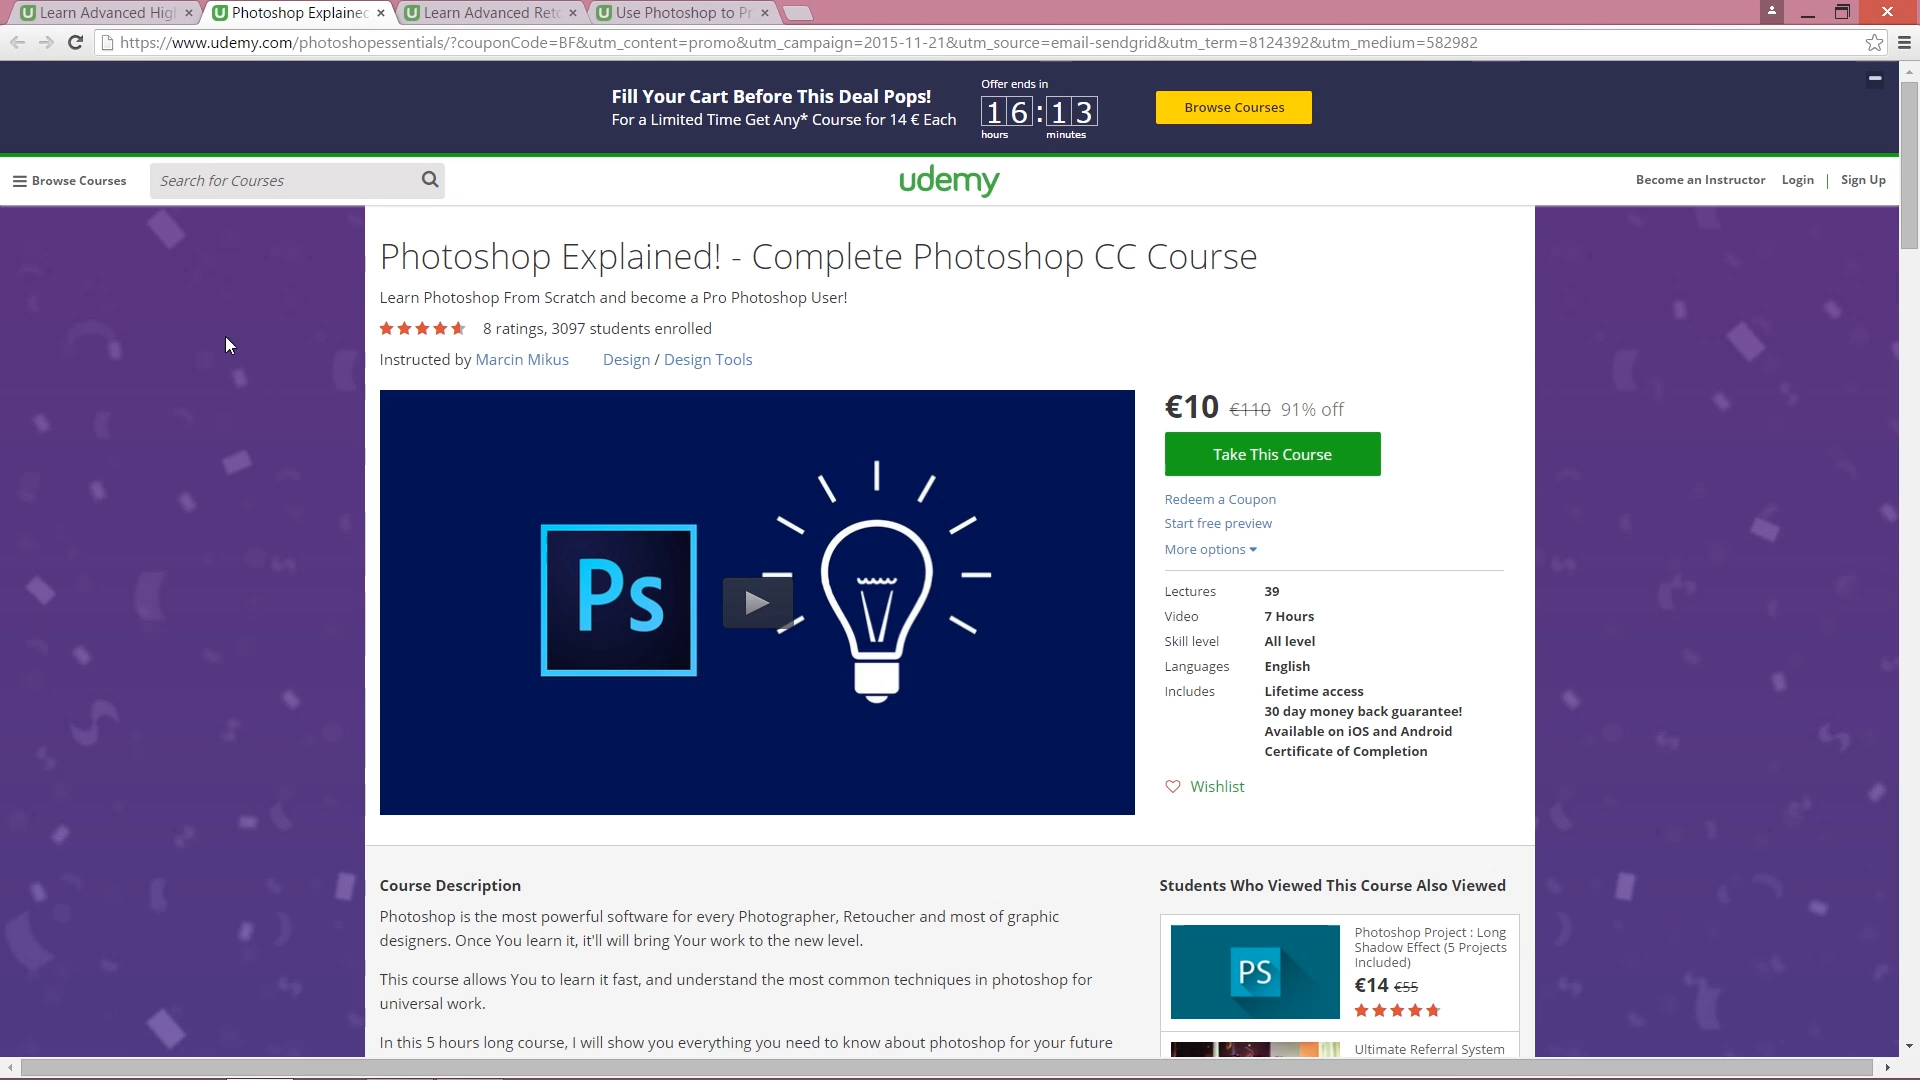 Learn Advanced Hig
Photoshop Explained
Learn Advanced Reto
Use Photoshop to Pr
https://www.udemy.com/photoshopessentials/?couponCode=BF&utm_content=promo&utm_campaign=2015-11-21&utm_source=email-sendgrid&utm_term=8124392&utm_medium=582982
Fill Your Cart Before This Deal Pops!
For a Limited Time Get Any* Course for 14 € Each
Offer ends in
16:13
hours minutes
Browse Courses
Browse Courses
Search for Courses
udemy
Become an Instructor
Login
Sign Up
Photoshop Explained! - Complete Photoshop CC Course
Learn Photoshop From Scratch and become a Pro Photoshop User!
8 ratings, 3097 students enrolled
Instructed by Marcin Mikus Design / Design Tools
Ps
€10 €110 91% off
Take This Course
Redeem a Coupon
Start free preview
More options
Lectures 39
Video 7 Hours
Skill level All level
Languages English
Includes Lifetime access
30 day money back guarantee!
Available on iOS and Android
Certificate of Completion
Wishlist
Course Description
Photoshop is the most powerful software for every Photographer, Retoucher and most of graphic
designers. Once You learn it, it'll will bring Your work to the new level.
This course allows You to learn it fast, and understand the most common techniques in photoshop for
universal work.
In this 5 hours long course, I will show you everything you need to know about photoshop for your future
Students Who Viewed This Course Also Viewed
PS
Photoshop Project : Long
Shadow Effect (5 Projects
Included)
€14 €55
Ultimate Referral System